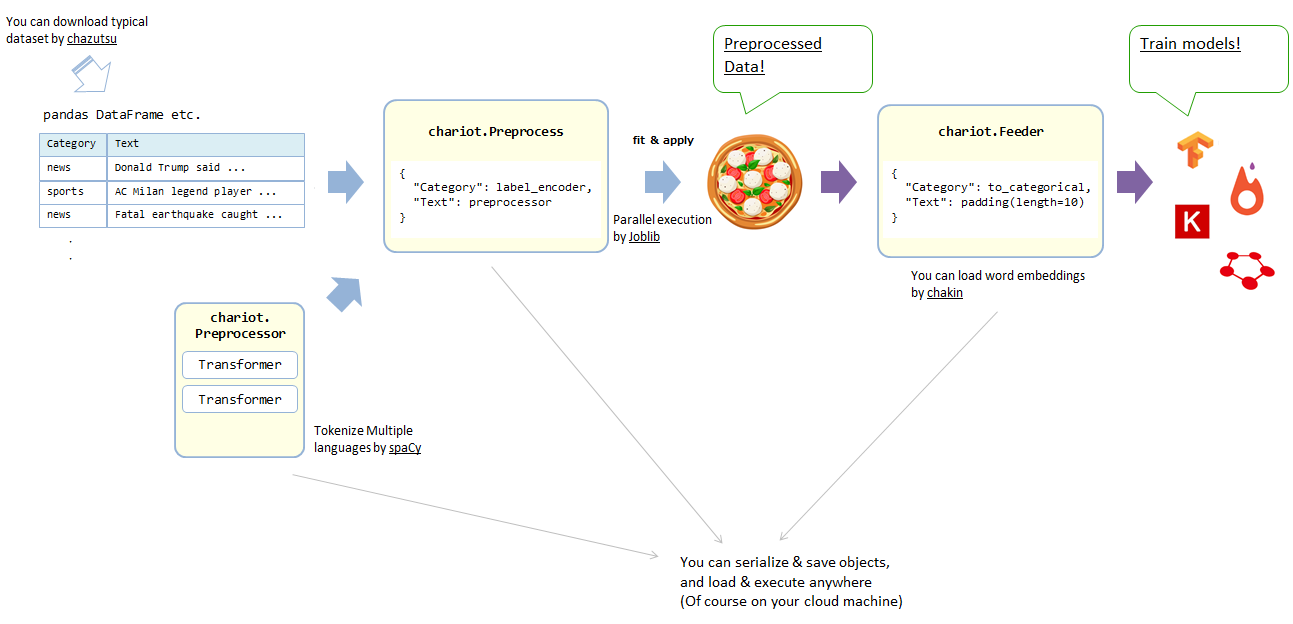 You can download typical
dataset by chazutsu
pandas DataFrame etc.
Category Text
news Donald Trump said ...
sports AC Milan legend player ...
news Fatal earthquake caught ...
.
.
chariot.
Preprocessor
Transformer
Transformer
Tokenize Multiple
languages by spaCy
chariot.Preprocess
{
"Category": label_encoder,
"Text": preprocessor
}
fit & apply
Parallel execution
by Joblib
Preprocessed
Data!
chariot.Feeder
{
"Category": to_categorical,
"Text": padding(length=10)
}
You can load word embeddings
by chakin
Train models!
K
You can serialize & save objects,
and load & execute anywhere
(Of course on your cloud machine)